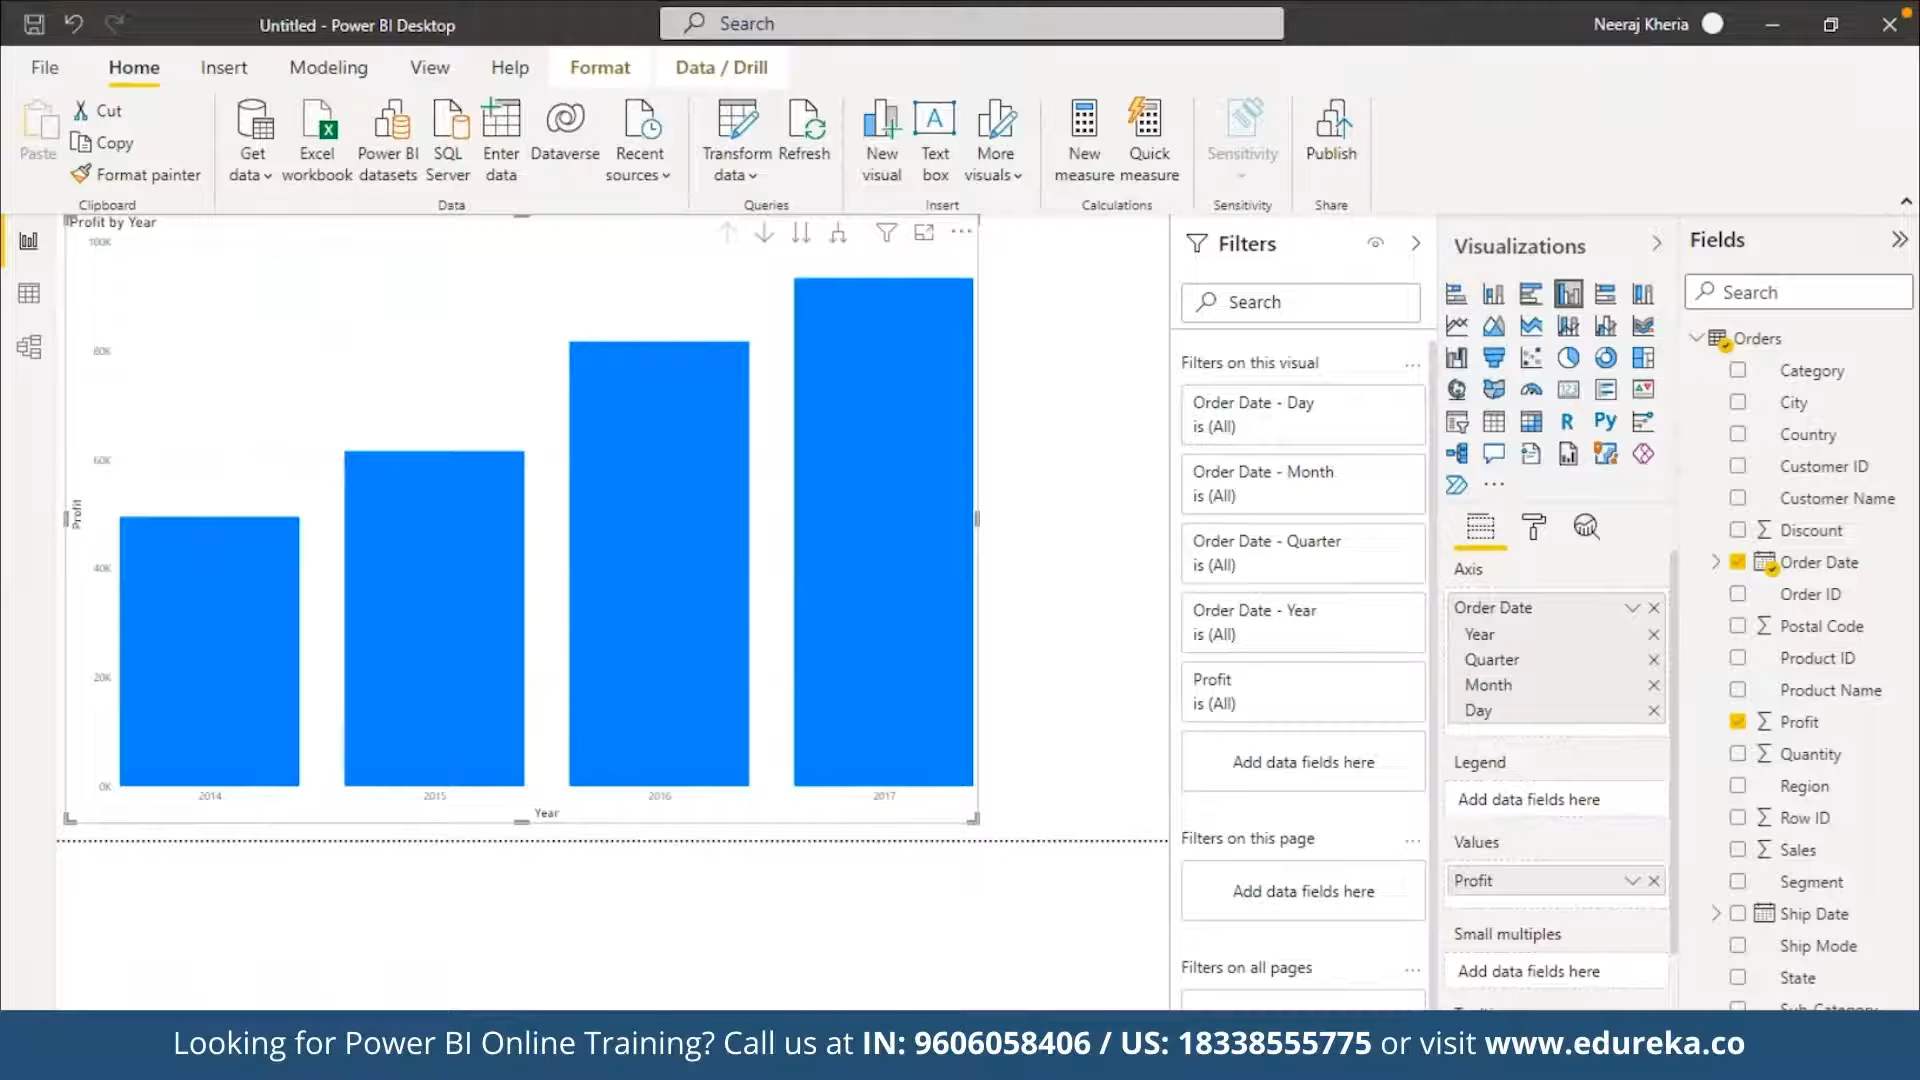 Untitled - Power BI Desktop
Search
Neeraj Kheria
File
Home
Insert
Modeling
View
Help
Format
Data / Drill
Paste
Cut
Copy
Format painter
Clipboard
Get data
Excel workbook
Power BI datasets
SQL Server
Enter data
Dataverse
Recent sources
Data
Transform data
Refresh
Queries
New visual
Text box
More visuals
Insert
New measure
Quick measure
Calculations
Sensitivity
Sensitivity
Publish
Share
Profit by Year
100K
80K
60K
40K
20K
0K
Profit
2014
2015
2016
2017
Year
Filters
Search
Filters on this visual
Order Date - Day
is (All)
Order Date - Month
is (All)
Order Date - Quarter
is (All)
Order Date - Year
is (All)
Profit
is (All)
Add data fields here
Filters on this page
Add data fields here
Filters on all pages
Visualizations
R
Py
123
Axis
Order Date
Year
Quarter
Month
Day
Legend
Add data fields here
Values
Profit
Small multiples
Add data fields here
Fields
Search
Orders
Category
City
Country
Customer ID
Customer Name
Discount
Order Date
Order ID
Postal Code
Product ID
Product Name
Profit
Quantity
Region
Row ID
Sales
Segment
Ship Date
Ship Mode
State
Sub-Category
Looking for Power BI Online Training? Call us at IN: 9606058406 / US: 18338555775 or visit www.edureka.co